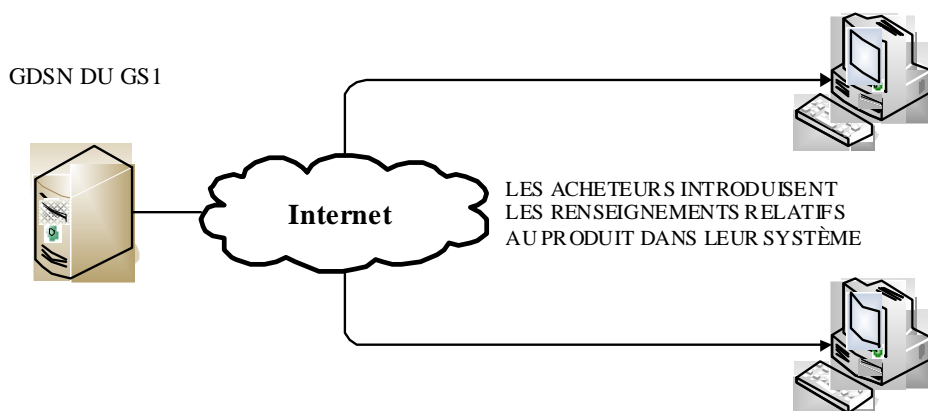 GDSN DU GS1
Internet
LES ACHETEURS INTRODUISENT
LES RENSEIGNEMENTS RELATIFS
AU PRODUIT DANS LEUR SYSTÈME